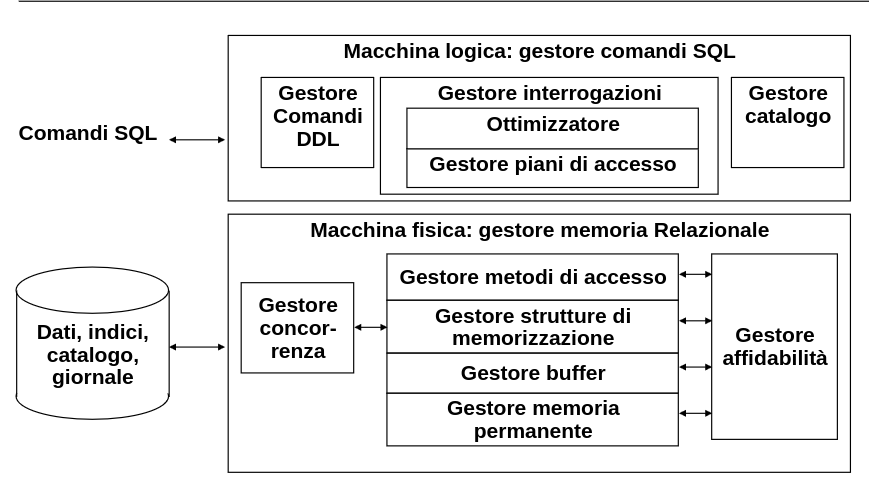 Macchina logica: gestore comandi SQL
Comandi SQL
Gestore
Comandi
DDL
Gestore interrogazioni
Ottimizzatore
Gestore piani di accesso
Gestore
catalogo
Macchina fisica: gestore memoria Relazionale
Dati, indici,
catalogo,
giornale
Gestore
concor-
renza
Gestore metodi di accesso
Gestore strutture di
memorizzazione
Gestore buffer
Gestore memoria
permanente
Gestore
affidabilità